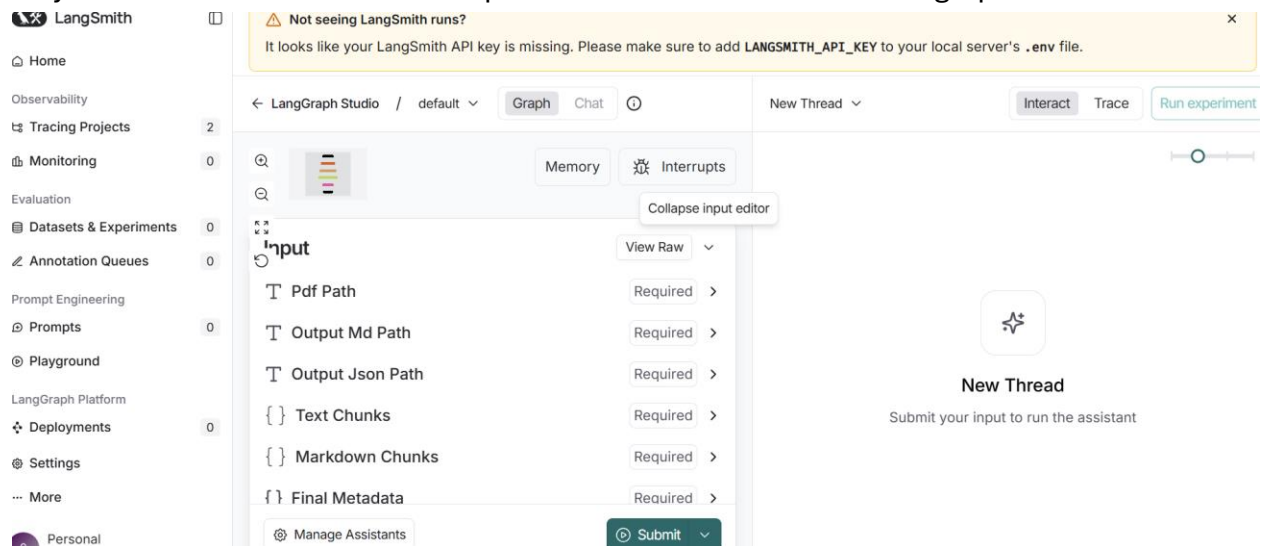 LangSmith
Home
Observability
Tracing Projects 2
Monitoring 0
Evaluation
Datasets & Experiments 0
Annotation Queues 0
Prompt Engineering
Prompts 0
Playground
LangGraph Platform
Deployments 0
Settings
More
Personal
Not seeing LangSmith runs?
It looks like your LangSmith API key is missing. Please make sure to add LANGSMITH_API_KEY to your local server's .env file.
LangGraph Studio / default
Graph Chat
Memory Interrupts
Collapse input editor
Input View Raw
Pdf Path Required
Output Md Path Required
Output Json Path Required
{ } Text Chunks Required
{ } Markdown Chunks Required
{ } Final Metadata Required
Manage Assistants Submit
New Thread Interact Trace Run experiment
New Thread
Submit your input to run the assistant